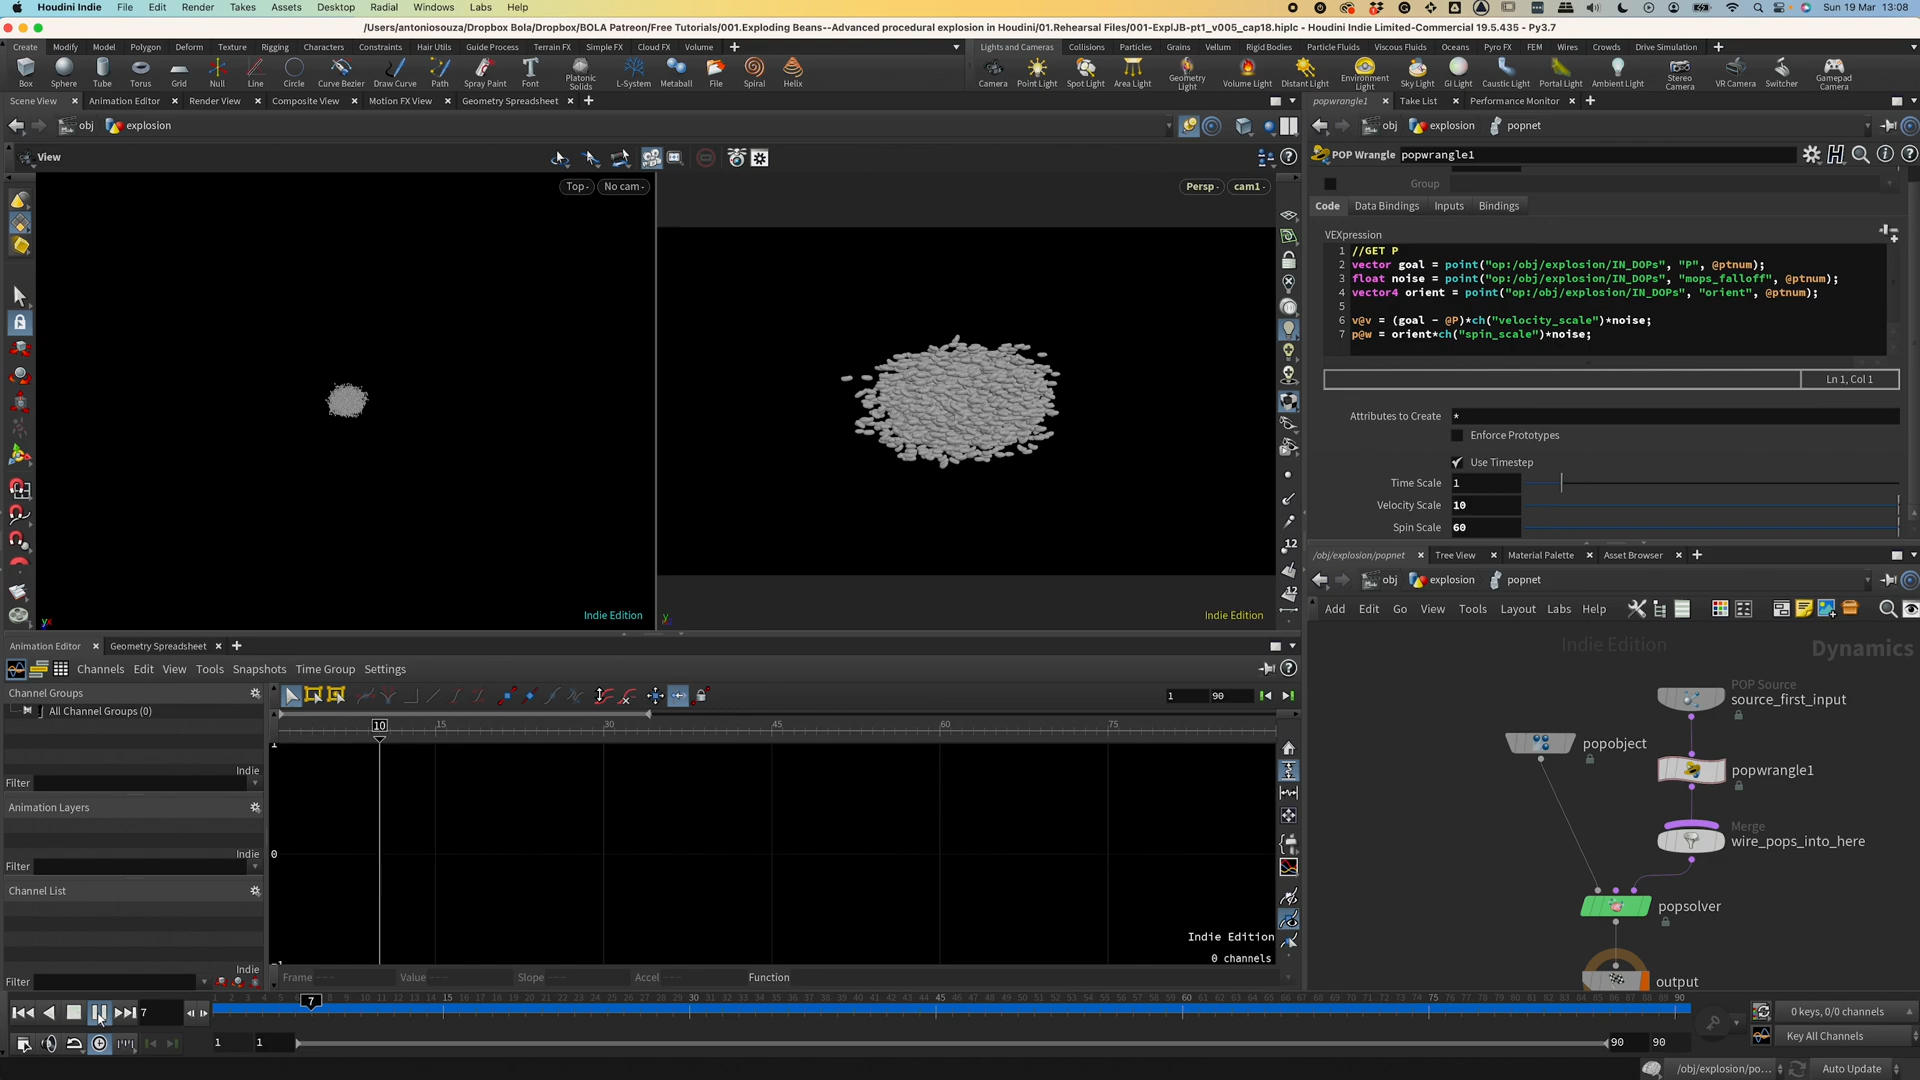 Houdini Indie File Edit Render Takes Assets Desktop Radial Windows Labs Help Sun 19 Mar 13:08
/Users/antoniosouza/Dropbox Bola/Dropbox/BOLA Patreon/Free Tutorials/001.Exploding Beans--Advanced procedural explosion in Houdini/01.Rehearsal Files/001-ExplJB-pt1_v005_cap18.hiplc - Houdini Indie Limited-Commercial 19.5.435 - Py3.7
Create Modify Model Polygon Deform Texture Rigging Characters Constraints Hair Utils Guide Process Terrain FX Simple FX Cloud FX Volume
Lights and Cameras Collisions Particles Grains Vellum Rigid Bodies Particle Fluids Viscous Fluids Oceans Pyro FX FEM Wires Crowds Drive Simulation
Box Sphere Tube Torus Grid Null Line Circle Curve Bezier Draw Curve Path Spray Paint Font Platonic Solids L-System Metaball File Spiral Helix
Camera Point Light Spot Light Area Light Geometry Light Volume Light Distant Light Environment Light Sky Light GI Light Caustic Light Portal Light Ambient Light Stereo Camera VR Camera Switcher Gamepad Camera
Scene View Animation Editor Render View Composite View Motion FX View Geometry Spreadsheet
popwrangle1 Take List Performance Monitor
obj explosion
obj explosion popnet
View
POP Wrangle popwrangle1
Top No cam
Persp cam1
Group
Code Data Bindings Inputs Bindings
VEXpression
1 //GET P
2 vector goal = point("op:/obj/explosion/IN_DOPs", "P", @ptnum);
3 float noise = point("op:/obj/explosion/IN_DOPs", "mops_falloff", @ptnum);
4 vector4 orient = point("op:/obj/explosion/IN_DOPs", "orient", @ptnum);
5
6 v@v = (goal - @P)*ch("velocity_scale")*noise;
7 p@w = orient*ch("spin_scale")*noise;
Ln 1, Col 1
Attributes to Create *
Enforce Prototypes
Use Timestep
Time Scale 1
Velocity Scale 10
Spin Scale 60
12
12
Indie Edition
Indie Edition
/obj/explosion/popnet Tree View Material Palette Asset Browser
obj explosion popnet
Add Edit Go View Tools Layout Labs Help
Indie Edition
Dynamics
POP Source
source_first_input
popobject
popwrangle1
Merge
wire_pops_into_here
popsolver
output
Animation Editor Geometry Spreadsheet
Channels Edit View Tools Snapshots Time Group Settings
Channel Groups
All Channel Groups (0)
1 90
10 15 30 45 60 75
1
0
-1
Indie
Filter
Animation Layers
Indie
Filter
Channel List
Indie
Filter
Indie Edition
0 channels
Frame Value Slope Accel Function
7
1 2 3 4 5 7 15 30 45 60 75 90
0 keys, 0/0 channels
1 1 90 90
Key All Channels
/obj/explosion/po... Auto Update